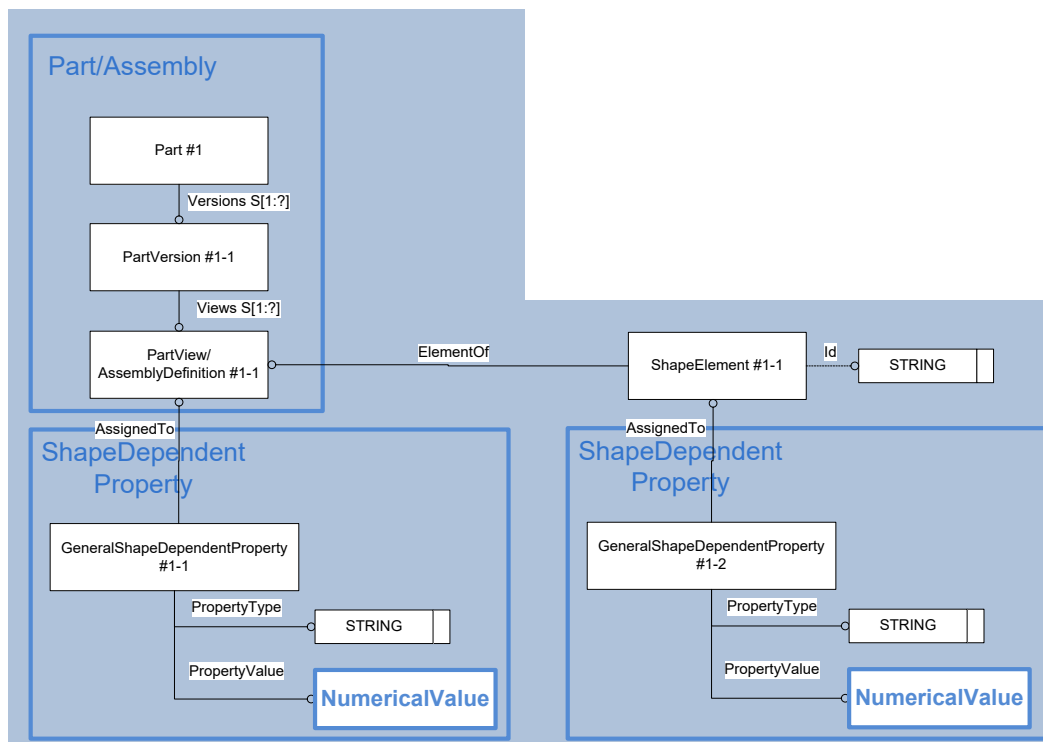 Part/Assembly
Part #1
Versions S[1:?]
PartVersion #1-1
Views S[1:?]
PartView/
AssemblyDefinition #1-1
ElementOf
ShapeElement #1-1
Id
STRING
AssignedTo
ShapeDependent
Property
GeneralShapeDependentProperty
#1-1
PropertyType
STRING
PropertyValue
NumericalValue
AssignedTo
ShapeDependent
Property
GeneralShapeDependentProperty
#1-2
PropertyType
STRING
PropertyValue
NumericalValue